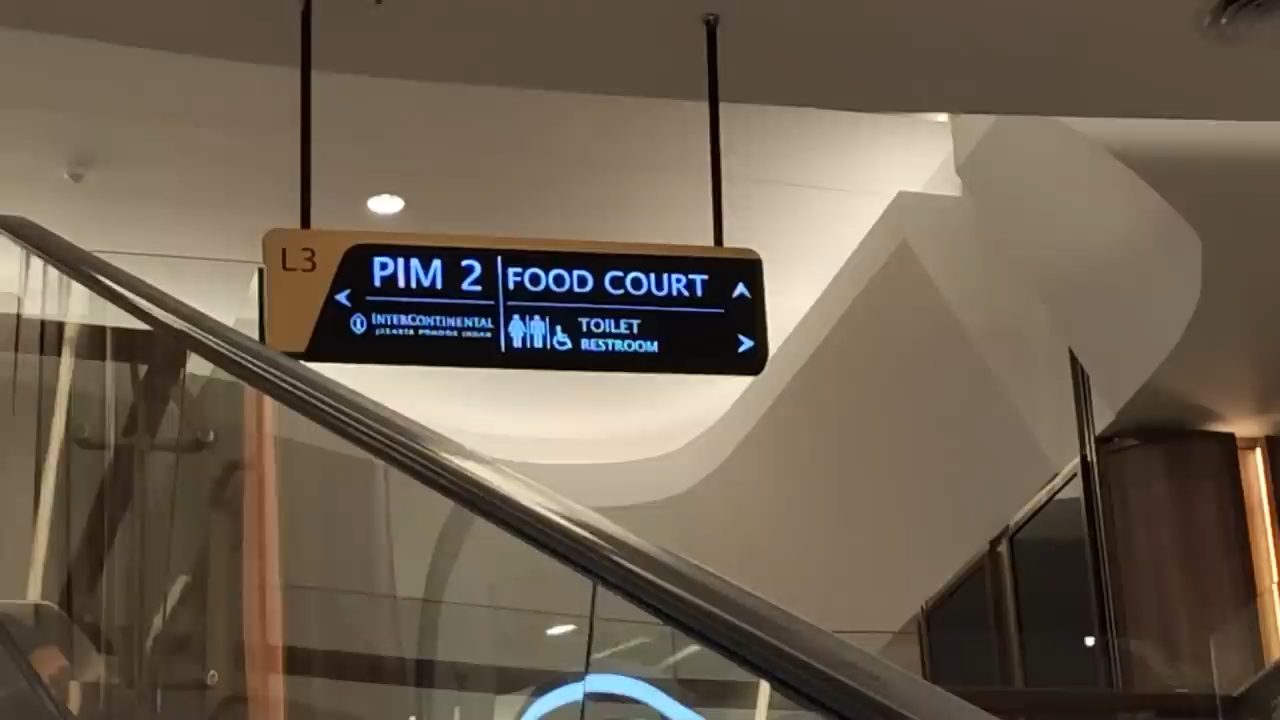 L3
PIM 2
INTERCONTINENTAL
JAKARTA PONDOK INDAH
FOOD COURT
TOILET
RESTROOM